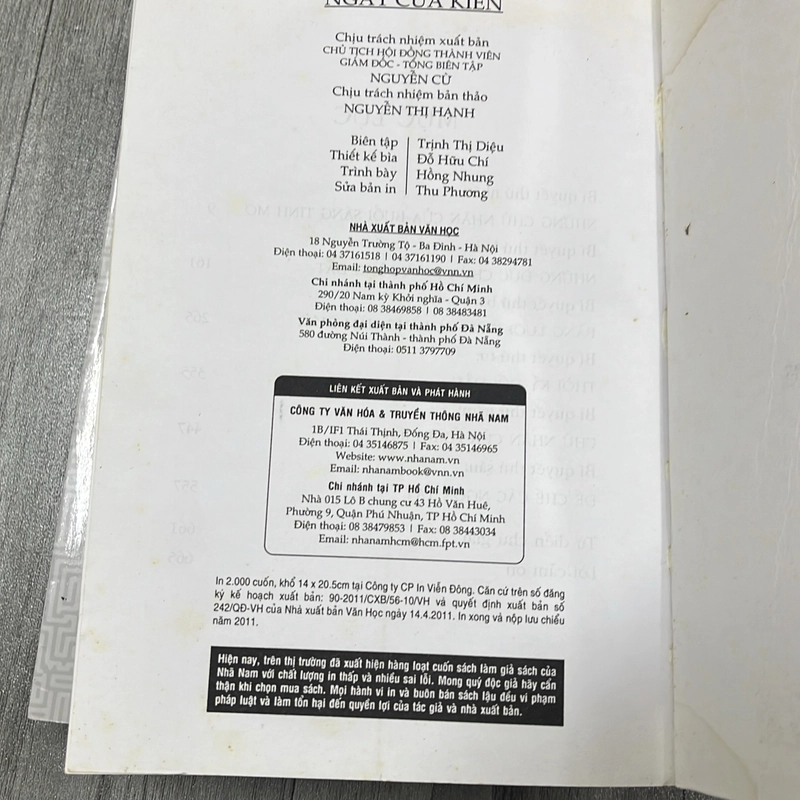 NGÀY CỦA KIẾN
Chịu trách nhiệm xuất bản
CHỦ TỊCH HỘI ĐỒNG THÀNH VIÊN
GIÁM ĐỐC - TỔNG BIÊN TẬP
NGUYỄN CỪ
Chịu trách nhiệm bản thảo
NGUYỄN THỊ HẠNH
Biên tập | Trịnh Thị Diệu
Thiết kế bìa | Đỗ Hữu Chí
Trình bày | Hồng Nhung
Sửa bản in | Thu Phương
NHÀ XUẤT BẢN VĂN HỌC
18 Nguyễn Trường Tộ - Ba Đình - Hà Nội
Điện thoại: 04 37161518 | 04 37161190 | Fax: 04 38294781
Email: tonghopvanhoc@vnn.vn
Chi nhánh tại thành phố Hồ Chí Minh
290/20 Nam kỳ Khởi nghĩa - Quận 3
Điện thoại: 08 38469858 | 08 38483481
Văn phòng đại diện tại thành phố Đà Nẵng
580 đường Núi Thành - thành phố Đà Nẵng
Điện thoại: 0511 3797709
LIÊN KẾT XUẤT BẢN VÀ PHÁT HÀNH
CÔNG TY VĂN HÓA & TRUYỀN THÔNG NHÃ NAM
1B/IF1 Thái Thịnh, Đống Đa, Hà Nội
Điện thoại: 04 35146875 | Fax: 04 35146965
Website: www.nhanam.vn
Email: nhanambook@vnn.vn
Chi nhánh tại TP Hồ Chí Minh
Nhà 015 Lô B chung cư 43 Hồ Văn Huê,
Phường 9, Quận Phú Nhuận, TP Hồ Chí Minh
Điện thoại: 08 38479853 | Fax: 08 38443034
Email: nhanamhcm@hcm.fpt.vn
In 2.000 cuốn, khổ 14 x 20.5cm tại Công ty CP In Viễn Đông. Căn cứ trên số đăng
ký kế hoạch xuất bản: 90-2011/CXB/56-10/VH và quyết định xuất bản số
242/QĐ-VH của Nhà xuất bản Văn Học ngày 14.4.2011. In xong và nộp lưu chiểu
năm 2011.
Hiện nay, trên thị trường đã xuất hiện hàng loạt cuốn sách làm giả sách của
Nhã Nam với chất lượng in thấp và nhiều sai lỗi. Mong quý độc giả hãy cẩn
thận khi chọn mua sách. Mọi hành vi in và buôn bán sách lậu đều vi phạm
pháp luật và làm tổn hại đến quyền lợi của tác giả và nhà xuất bản.